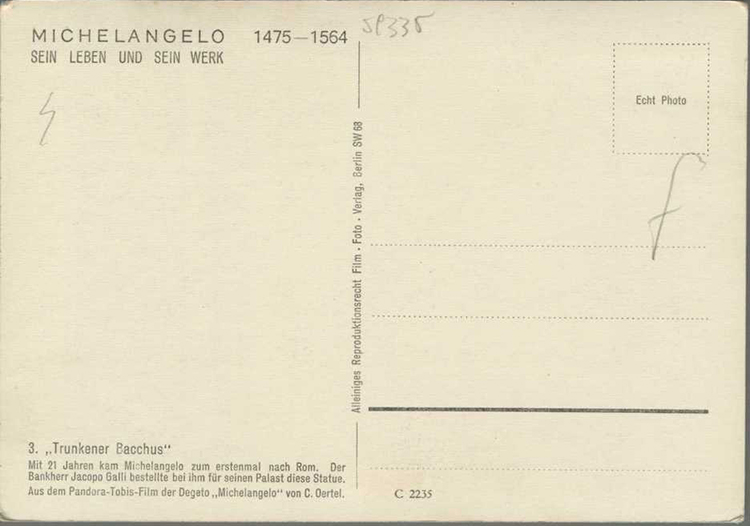 MICHELANGELO 1475—1564
SEIN LEBEN UND SEIN WERK
SP335
Echt Photo
Alleiniges Reproduktionsrecht Film - Foto - Verlag, Berlin SW 68
3. „Trunkener Bacchus"
Mit 21 Jahren kam Michelangelo zum erstenmal nach Rom. Der
Bankherr Jacopo Galli bestellte bei ihm für seinen Palast diese Statue.
Aus dem Pandora-Tobis-Film der Degeto „Michelangelo" von C. Oertel.
C 2235